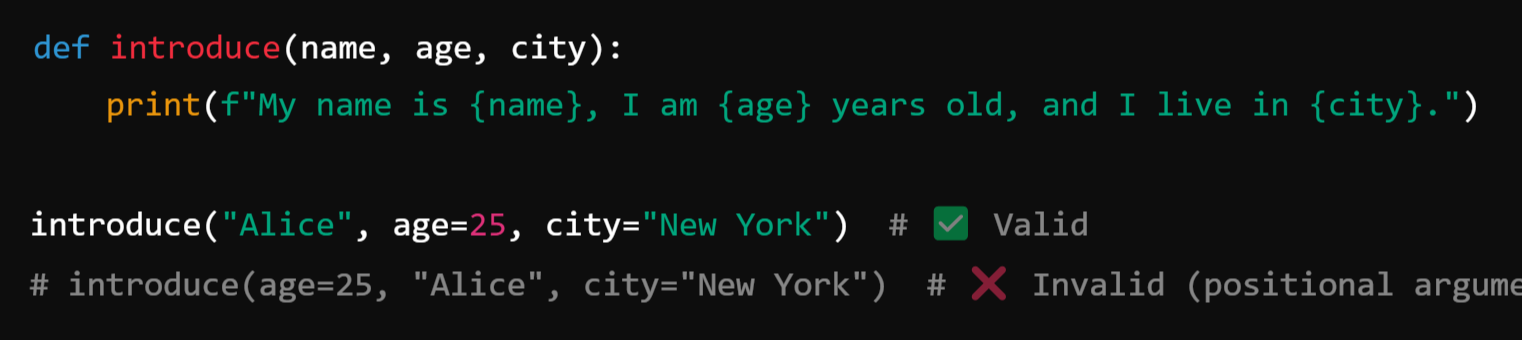 def introduce(name, age, city):
    print(f"My name is {name}, I am {age} years old, and I live in {city}.")
introduce("Alice", age=25, city="New York")  # ✅ Valid
# introduce(age=25, "Alice", city="New York")  # ❌ Invalid (positional